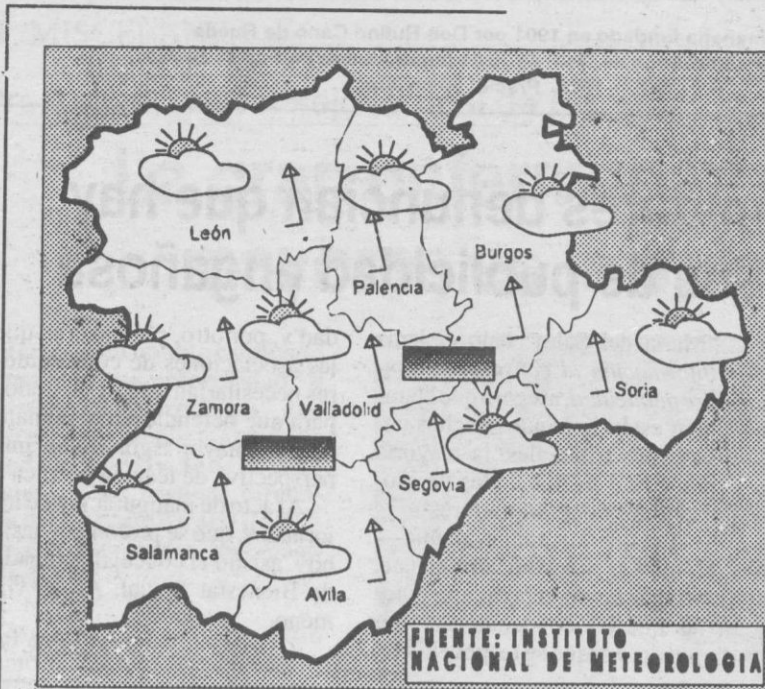 León
Burgos
Palencia
Zamora
Valladolid
Soria
Segovia
Salamanca
Avila
FUENTE: INSTITUTO
NACIONAL DE METEOROLOGIA